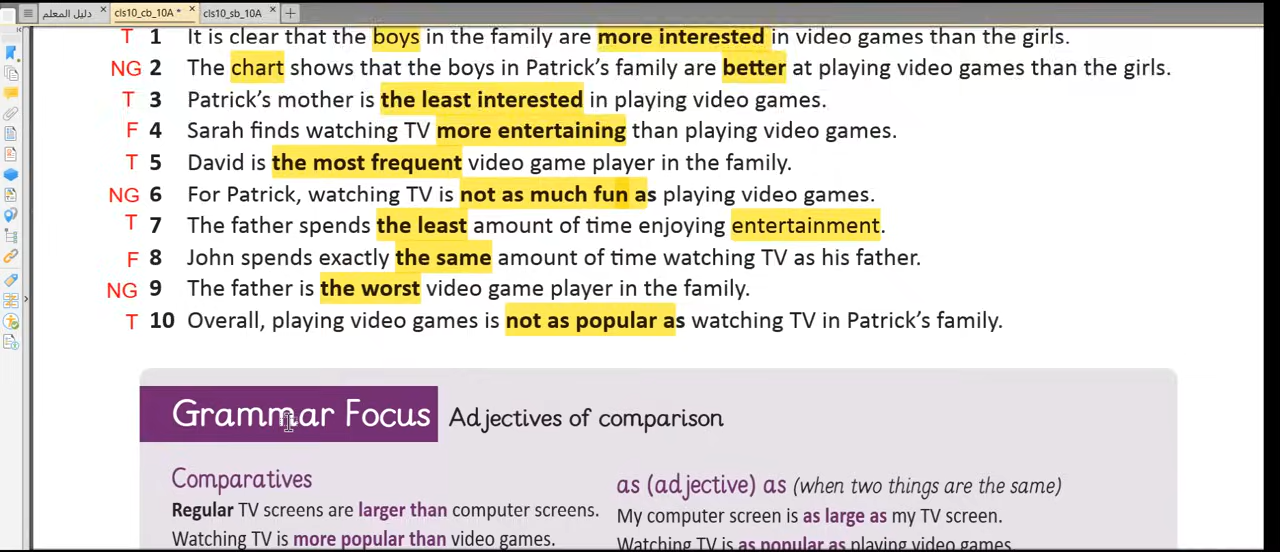 دليل المعلم cls10_cb_10A * cls10_sb_10A
T 1 It is clear that the boys in the family are more interested in video games than the girls.
NG 2 The chart shows that the boys in Patrick's family are better at playing video games than the girls.
T 3 Patrick's mother is the least interested in playing video games.
F 4 Sarah finds watching TV more entertaining than playing video games.
T 5 David is the most frequent video game player in the family.
NG 6 For Patrick, watching TV is not as much fun as playing video games.
T 7 The father spends the least amount of time enjoying entertainment.
F 8 John spends exactly the same amount of time watching TV as his father.
NG 9 The father is the worst video game player in the family.
T 10 Overall, playing video games is not as popular as watching TV in Patrick's family.
Grammar Focus Adjectives of comparison
Comparatives
Regular TV screens are larger than computer screens.
Watching TV is more popular than video games.
as (adjective) as (when two things are the same)
My computer screen is as large as my TV screen.
Watching TV is as popular as playing video games.